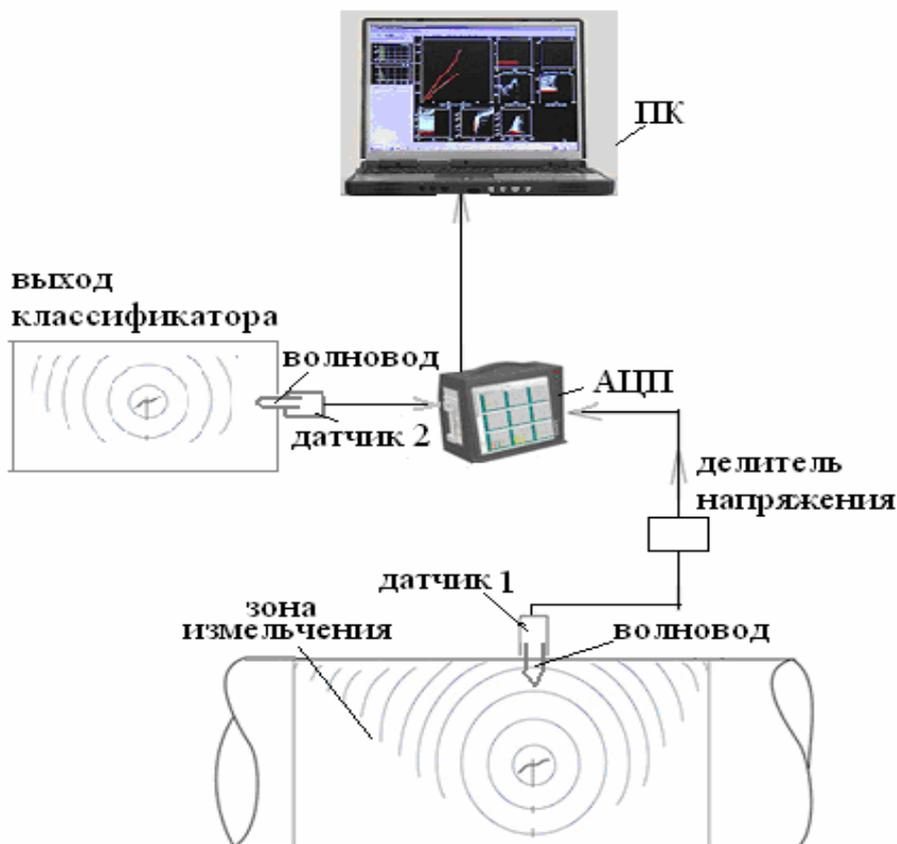 ПК
выход
классификатора
волновод
АЦП
датчик 2
делитель
напряжения
датчик 1
зона
измельчения
волновод